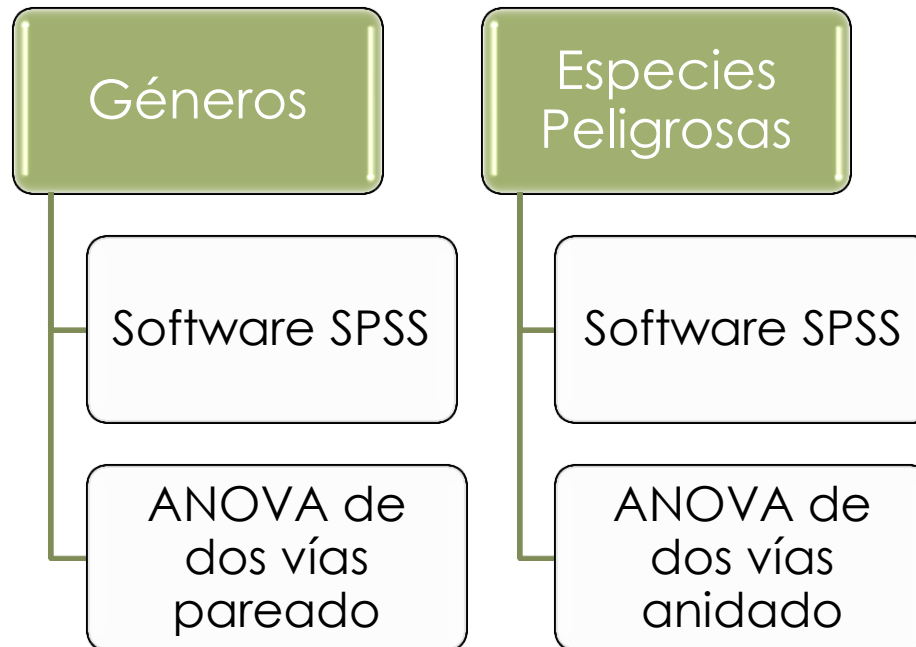 Géneros
Software SPSS
ANOVA de
dos vías
pareado
Especies
Peligrosas
Software SPSS
ANOVA de
dos vías
anidado